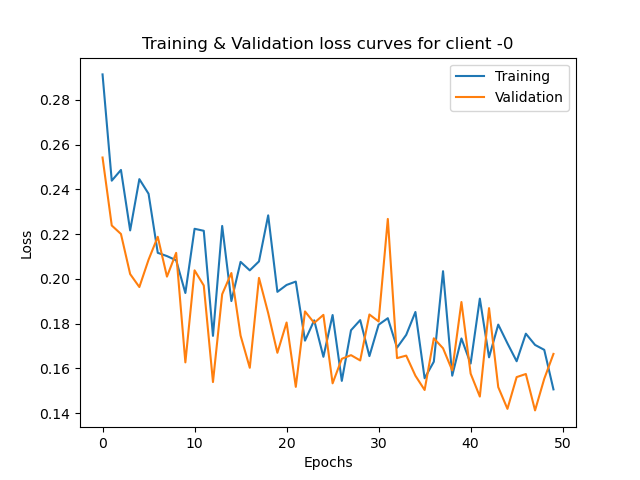 Training & Validation loss curves for client -0
Training
Validation
0.28
0.26
0.24
0.22
0.20
0.18
0.16
0.14
Loss
0
10
20
30
40
50
Epochs